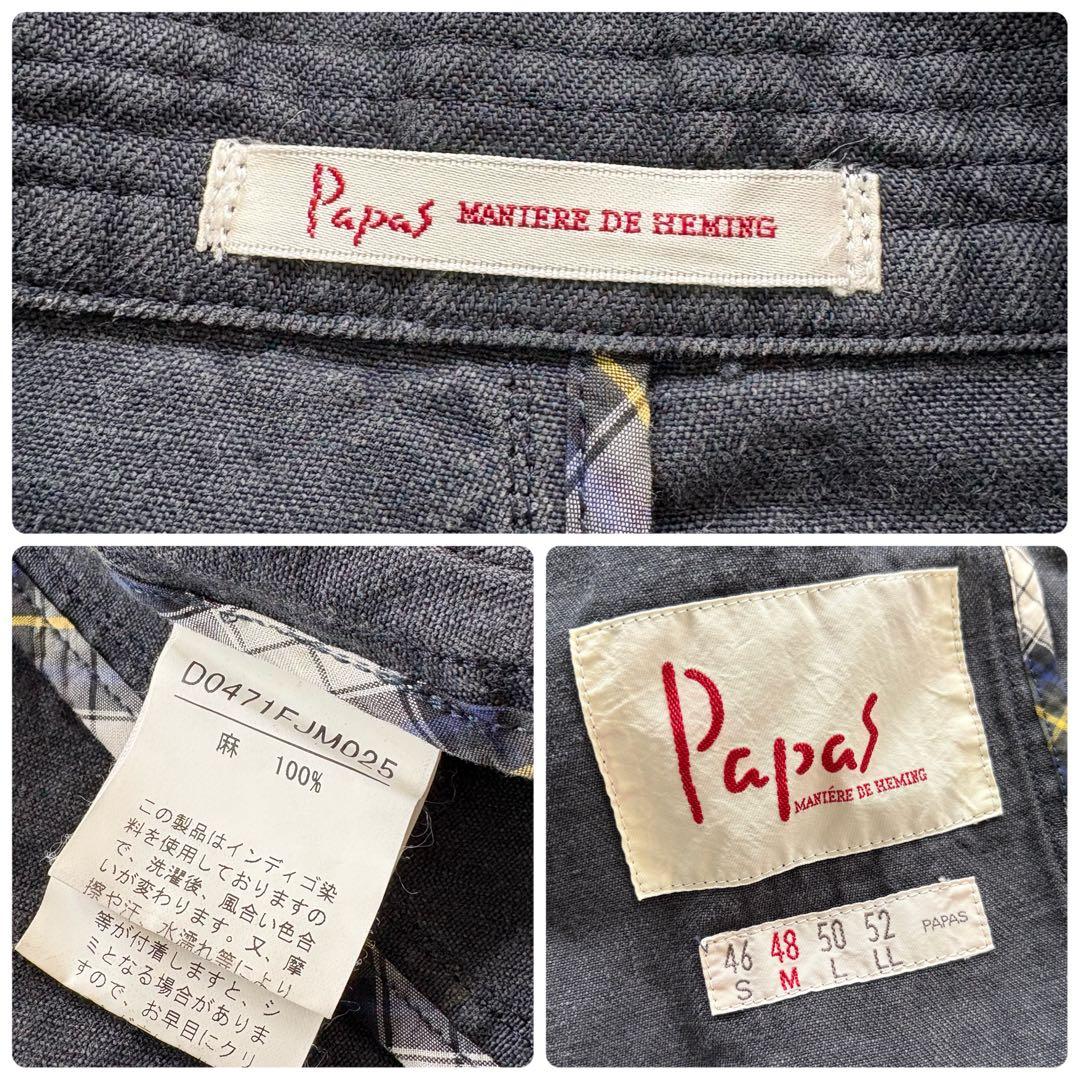 Papas MANIERE DE HEMING
D0471FJM025
麻 100%
この製品はインディゴ染
料を使用しておりますの
で、洗濯後、風合い色合
いが変わります。又、摩
擦や汗、水濡れ等により
等が付着しますと、シ
ミとなる場合がありま
すので、お早目にクリ
Papas
MANIÉRE DE HEMING
46 48 50 52 PAPAS
S M L LL